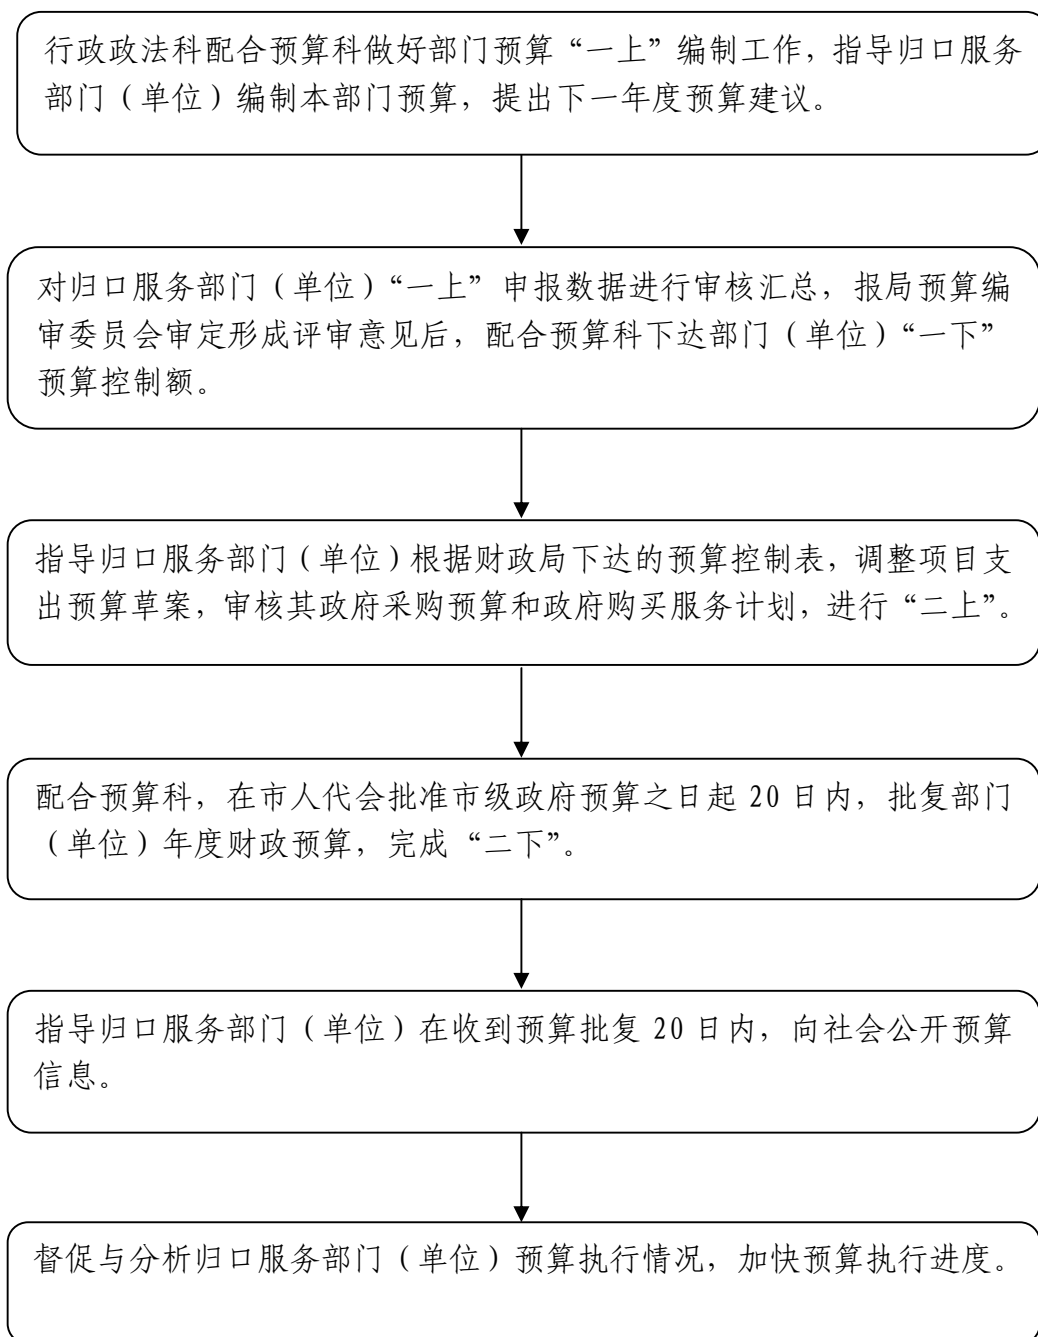 行政政法科配合预算科做好部门预算“一上”编制工作，指导归口服务
部门（单位）编制本部门预算，提出下一年度预算建议。
对归口服务部门（单位）“一上” 申报数据进行审核汇总，报局预算编
审委员会审定形成评审意见后，配合预算科下达部门（单位）“一下”
预算控制额。
指导归口服务部门（单位）根据财政局下达的预算控制表，调整项目支
出预算草案，审核其政府采购预算和政府购买服务计划，进行“二上”。
配合预算科，在市人代会批准市级政府预算之日起 20 日内，批复部门
（单位）年度财政预算，完成 “二下”。
指导归口服务部门（单位）在收到预算批复 20 日内，向社会公开预算
信息。
督促与分析归口服务部门（单位）预算执行情况，加快预算执行进度。